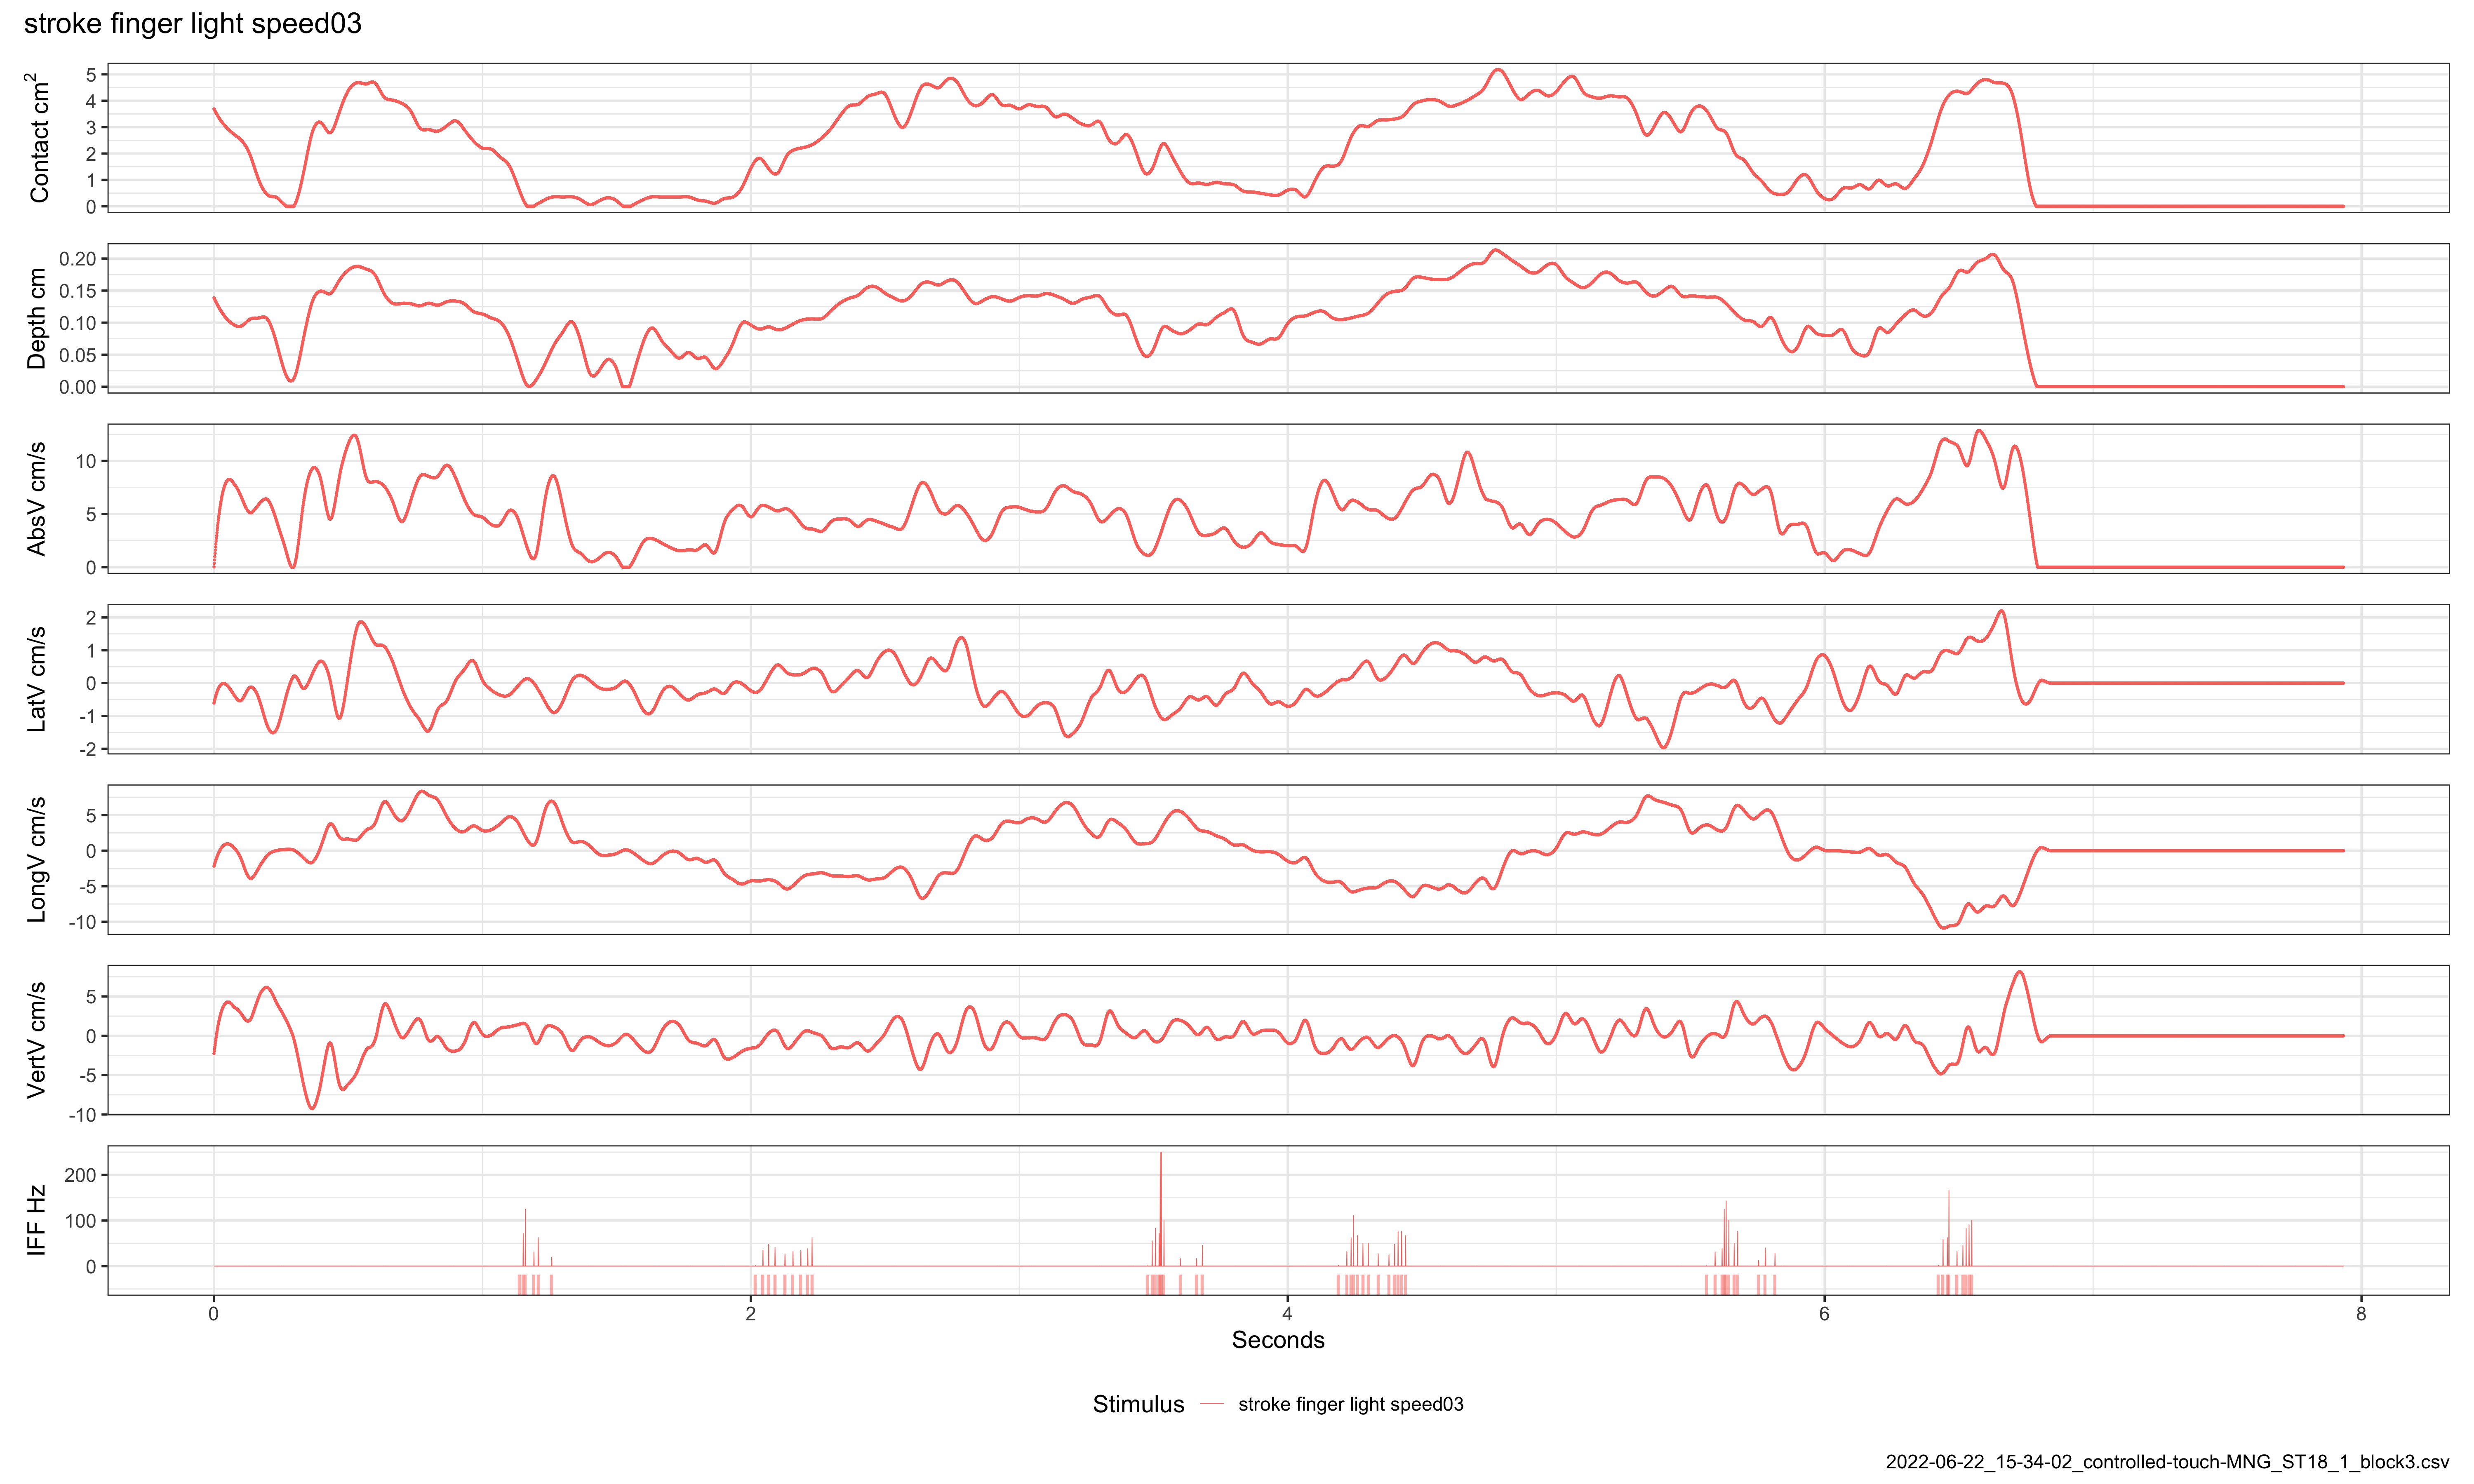 stroke finger light speed03
Contact cm²
5
4
3
2
1
0
Depth cm
0.20
0.15
0.10
0.05
0.00
AbsV cm/s
10
5
0
LatV cm/s
2
1
0
-1
-2
LongV cm/s
5
0
-5
-10
VertV cm/s
5
0
-5
-10
IFF Hz
200
100
0
0 2 4 6 8
Seconds
Stimulus stroke finger light speed03
2022-06-22_15-34-02_controlled-touch-MNG_ST18_1_block3.csv